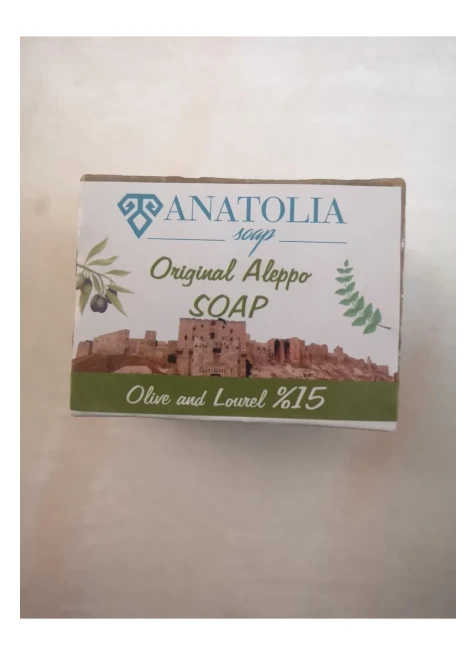 ANATOLIA
soap
Original Aleppo
SOAP
Olive and Lourel %15